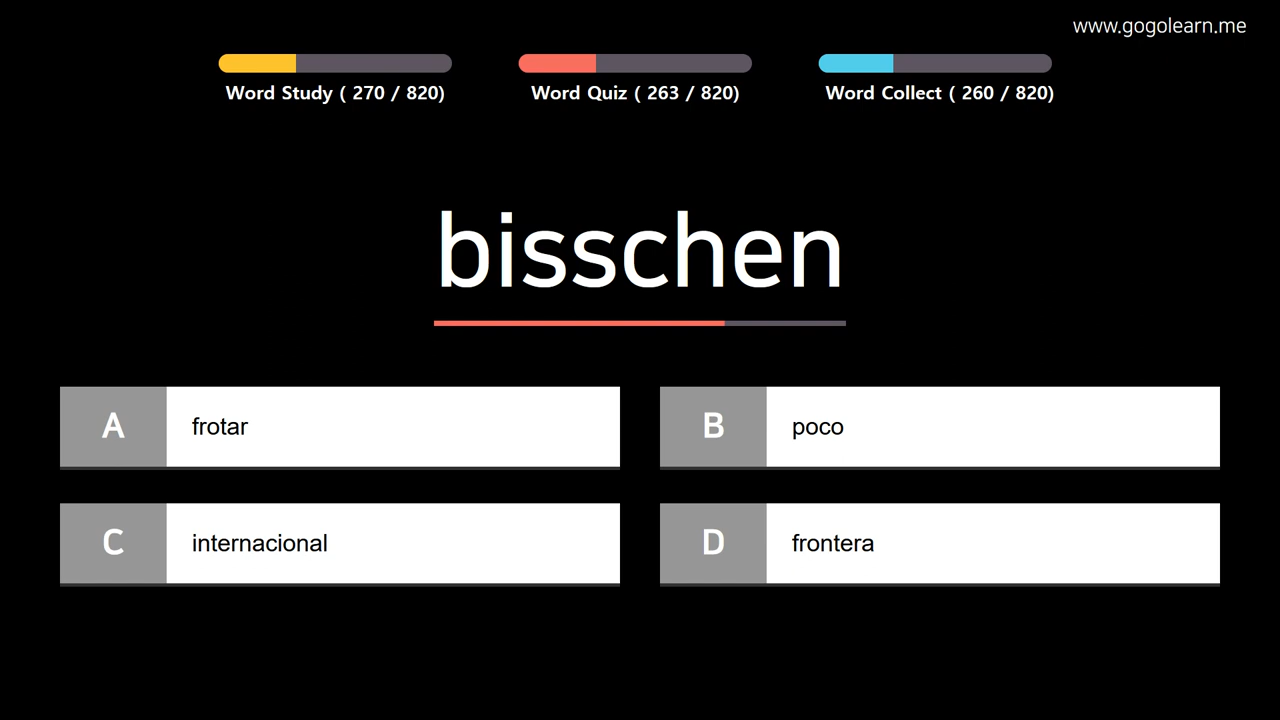 www.gogolearn.me
Word Study ( 270 / 820)
Word Quiz ( 263 / 820)
Word Collect ( 260 / 820)
bisschen
A frotar
B poco
C internacional
D frontera